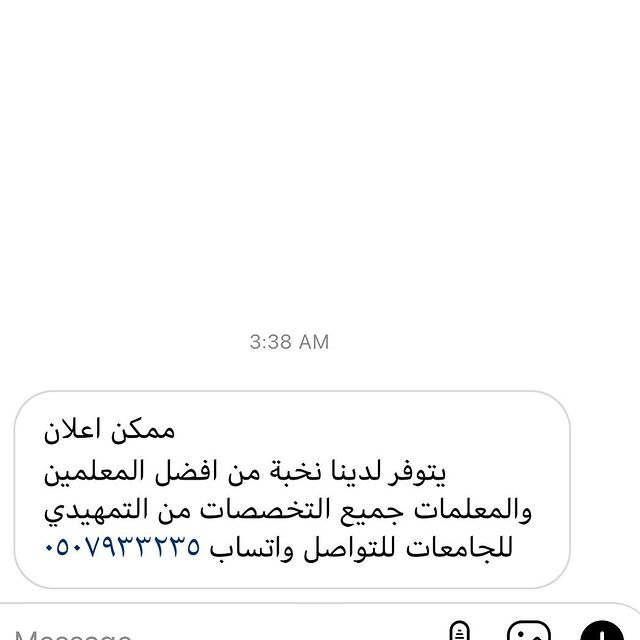 3:38 AM
ممكن اعلان
يتوفر لدينا نخبة من افضل المعلمين
والمعلمات جميع التخصصات من التمهيدي
للجامعات للتواصل واتساب ٠٥٠٧٩٣٣٢٣٥
Message